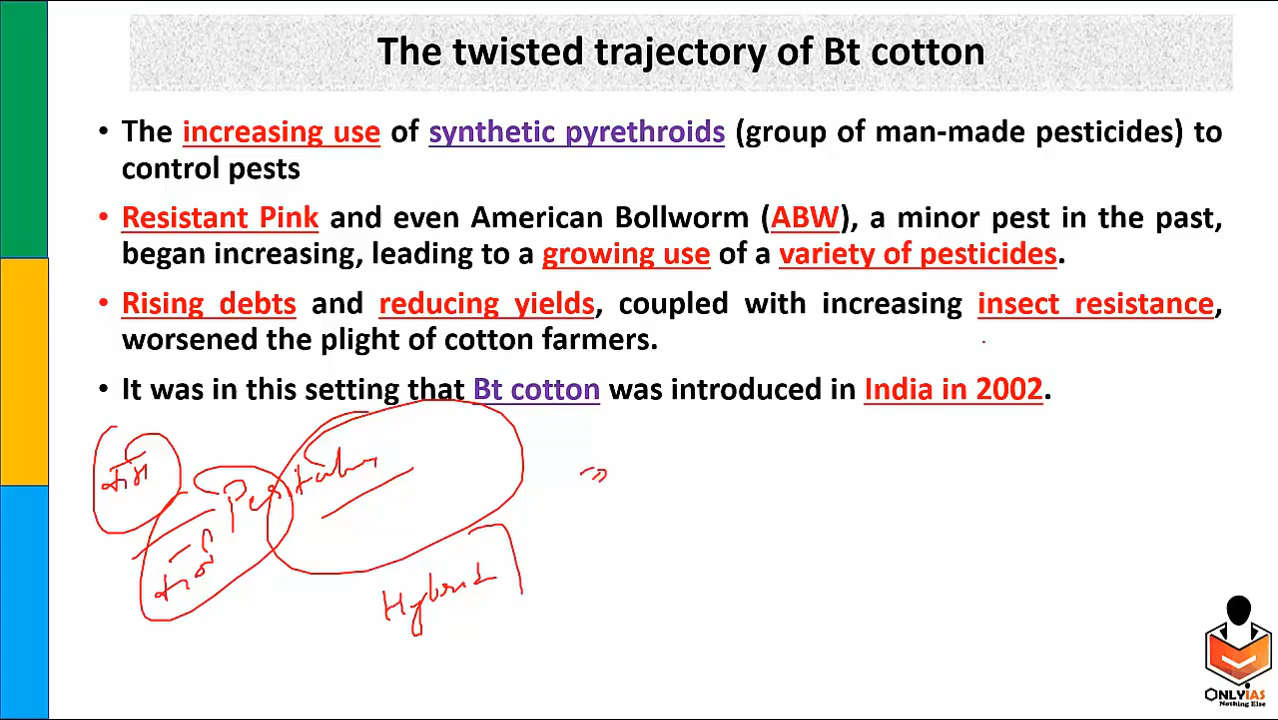 The twisted trajectory of Bt cotton
• The increasing use of synthetic pyrethroids (group of man-made pesticides) to
control pests
• Resistant Pink and even American Bollworm (ABW), a minor pest in the past,
began increasing, leading to a growing use of a variety of pesticides.
• Rising debts and reducing yields, coupled with increasing insect resistance,
worsened the plight of cotton farmers.
• It was in this setting that Bt cotton was introduced in India in 2002.
Hybrid
ONLYIAS
Nothing Else